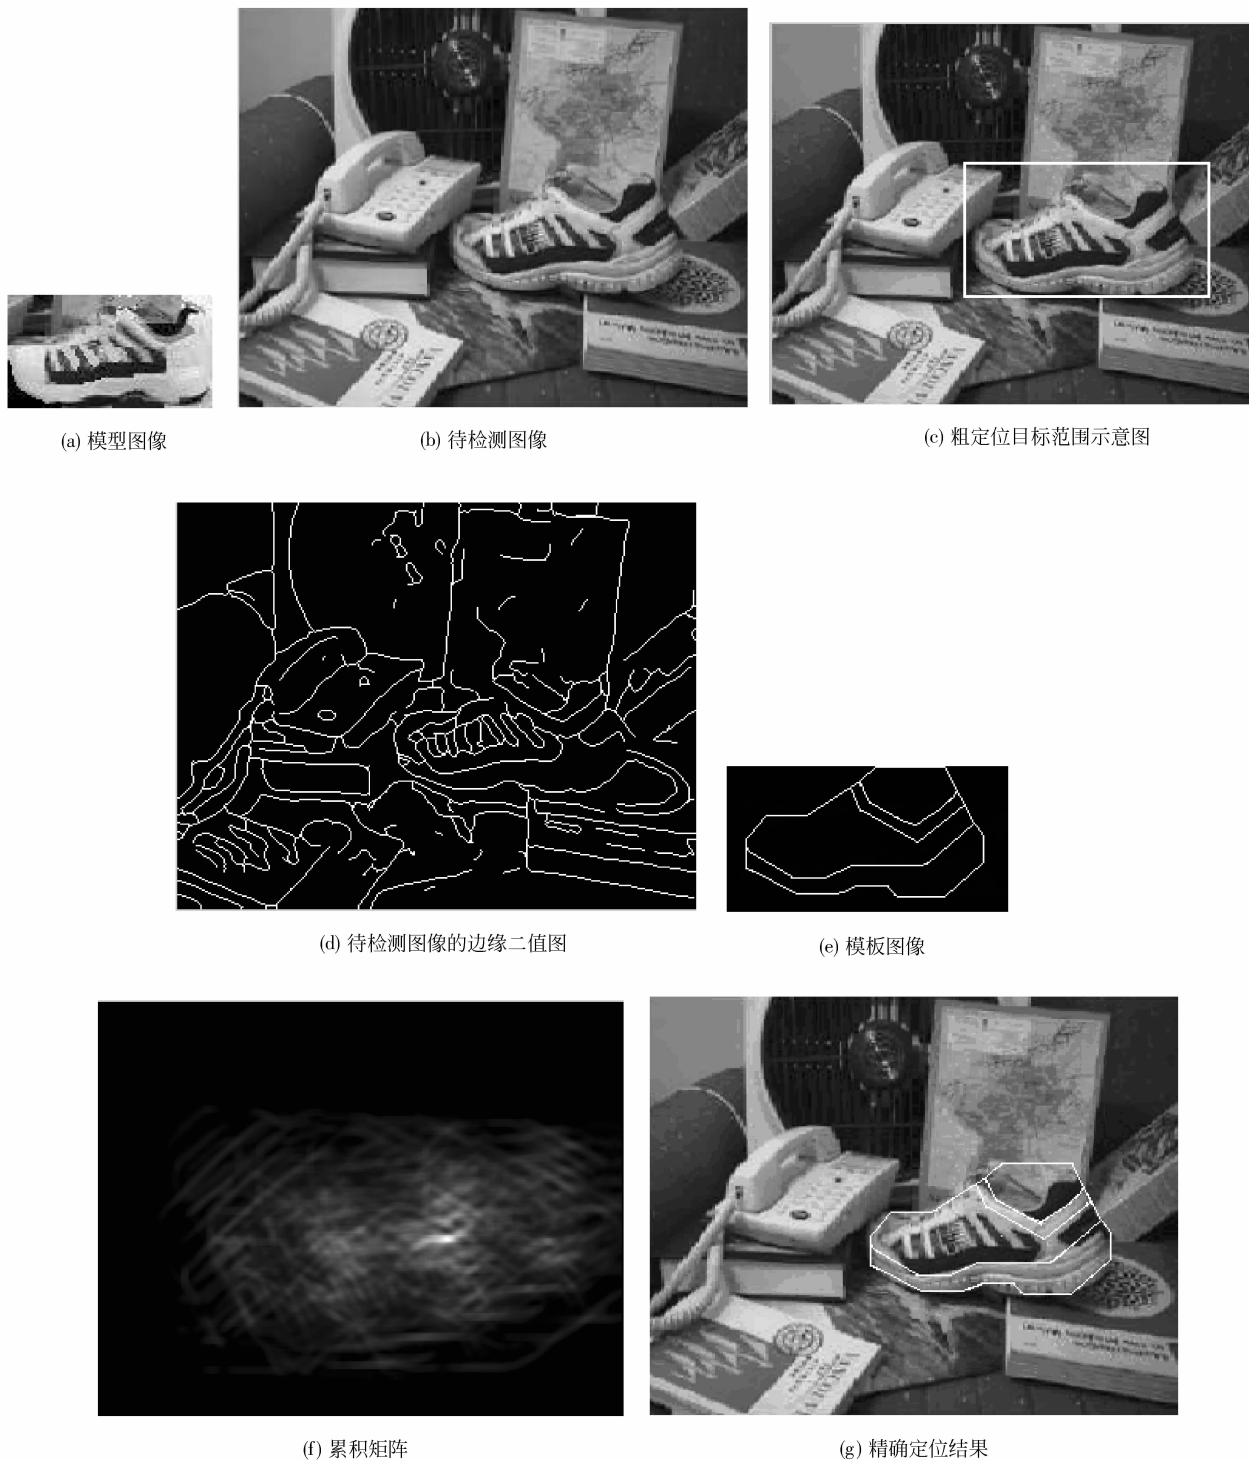 (a) 模型图像
(b) 待检测图像
(c) 粗定位目标范围示意图
(d) 待检测图像的边缘二值图
(e) 模板图像
(f) 累积矩阵
(g) 精确定位结果